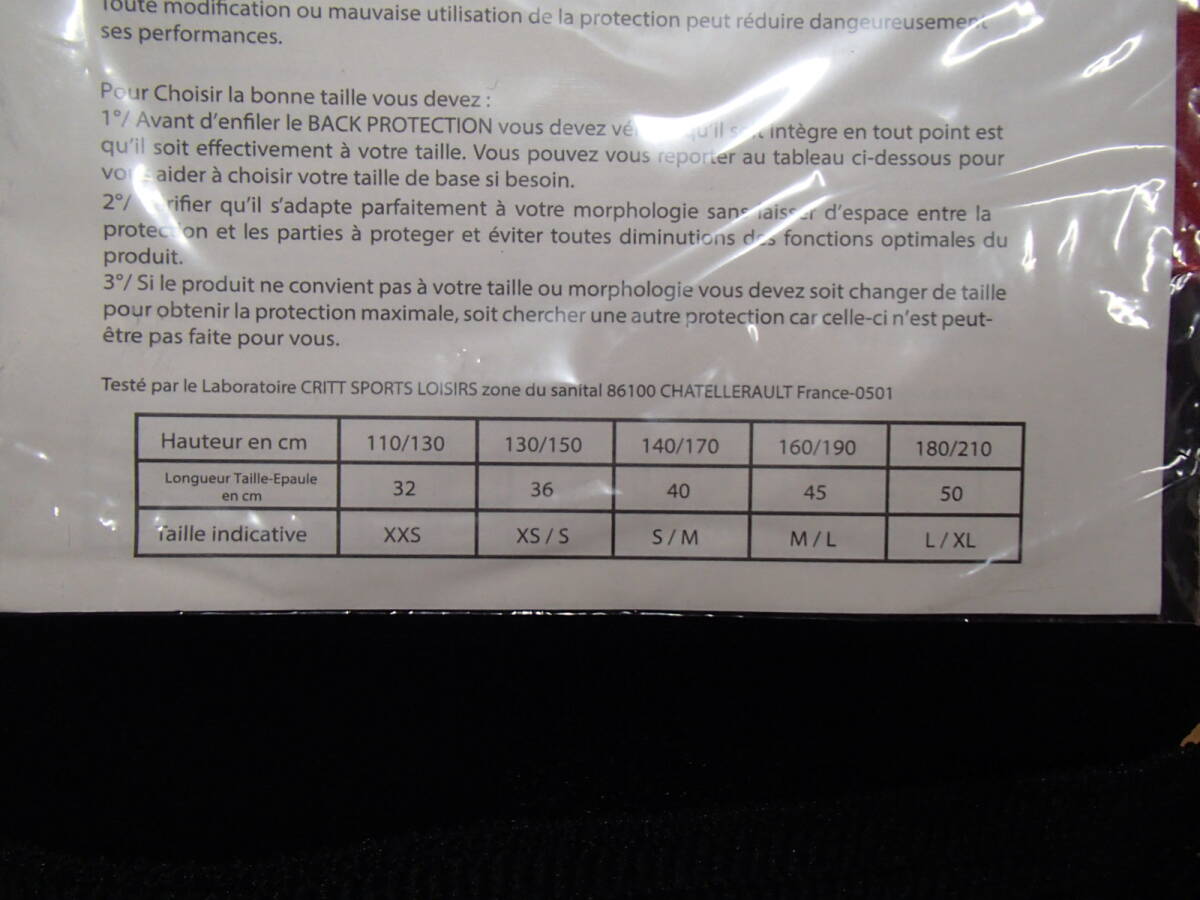 Toute modification ou mauvaise utilisation de la protection peut réduire dangeureusement
ses performances.
Pour Choisir la bonne taille vous devez :
1°/ Avant d'enfiler le BACK PROTECTION vous devez qu'il soit intègre en tout point est
qu'il soit effectivement à votre taille. Vous pouvez vous reporter au tableau ci-dessous pour
vous aider à choisir votre taille de base si besoin.
2°/ Vérifier qu'il s'adapte parfaitement à votre morphologie sans laisser d'espace entre la
protection et les parties à proteger et éviter toutes diminutions des fonctions optimales du
produit.
3°/ Si le produit ne convient pas à votre taille ou morphologie vous devez soit changer de taille
pour obtenir la protection maximale, soit chercher une autre protection car celle-ci n'est peut-
être pas faite pour vous.
Testé par le Laboratoire CRITT SPORTS LOISIRS zone du sanital 86100 CHATELLERAULT France-0501
Hauteur en cm 110/130 130/150 140/170 160/190 180/210
Longueur Taille-Epaule
en cm 32 36 40 45 50
Taille indicative XXS XS / S S / M M / L L / XL